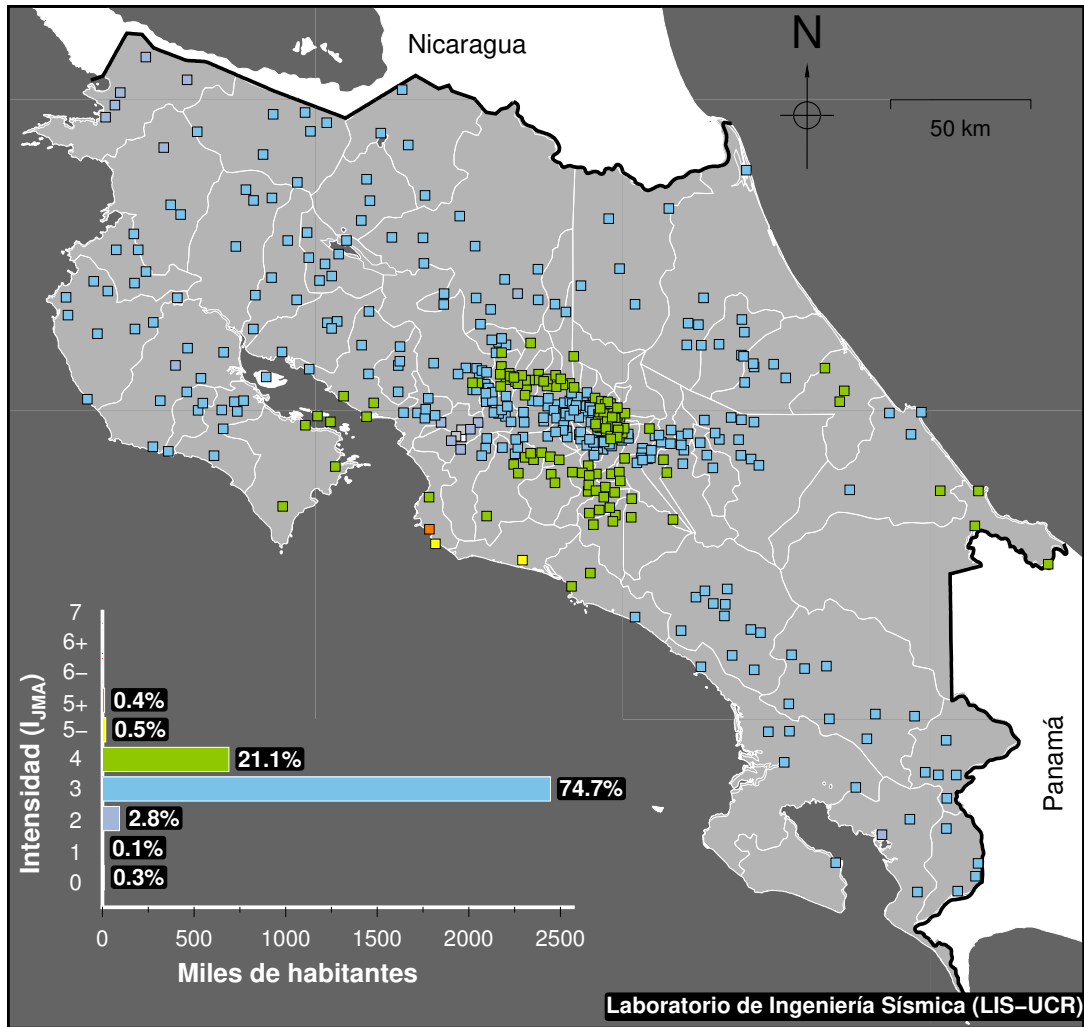 Nicaragua
N
50 km
Panamá
Intensidad (I_JMA)
7
6+
6−
5+ 0.4%
5− 0.5%
4 21.1%
3 74.7%
2 2.8%
1 0.1%
0 0.3%
0 500 1000 1500 2000 2500
Miles de habitantes
Laboratorio de Ingeniería Sísmica (LIS−UCR)